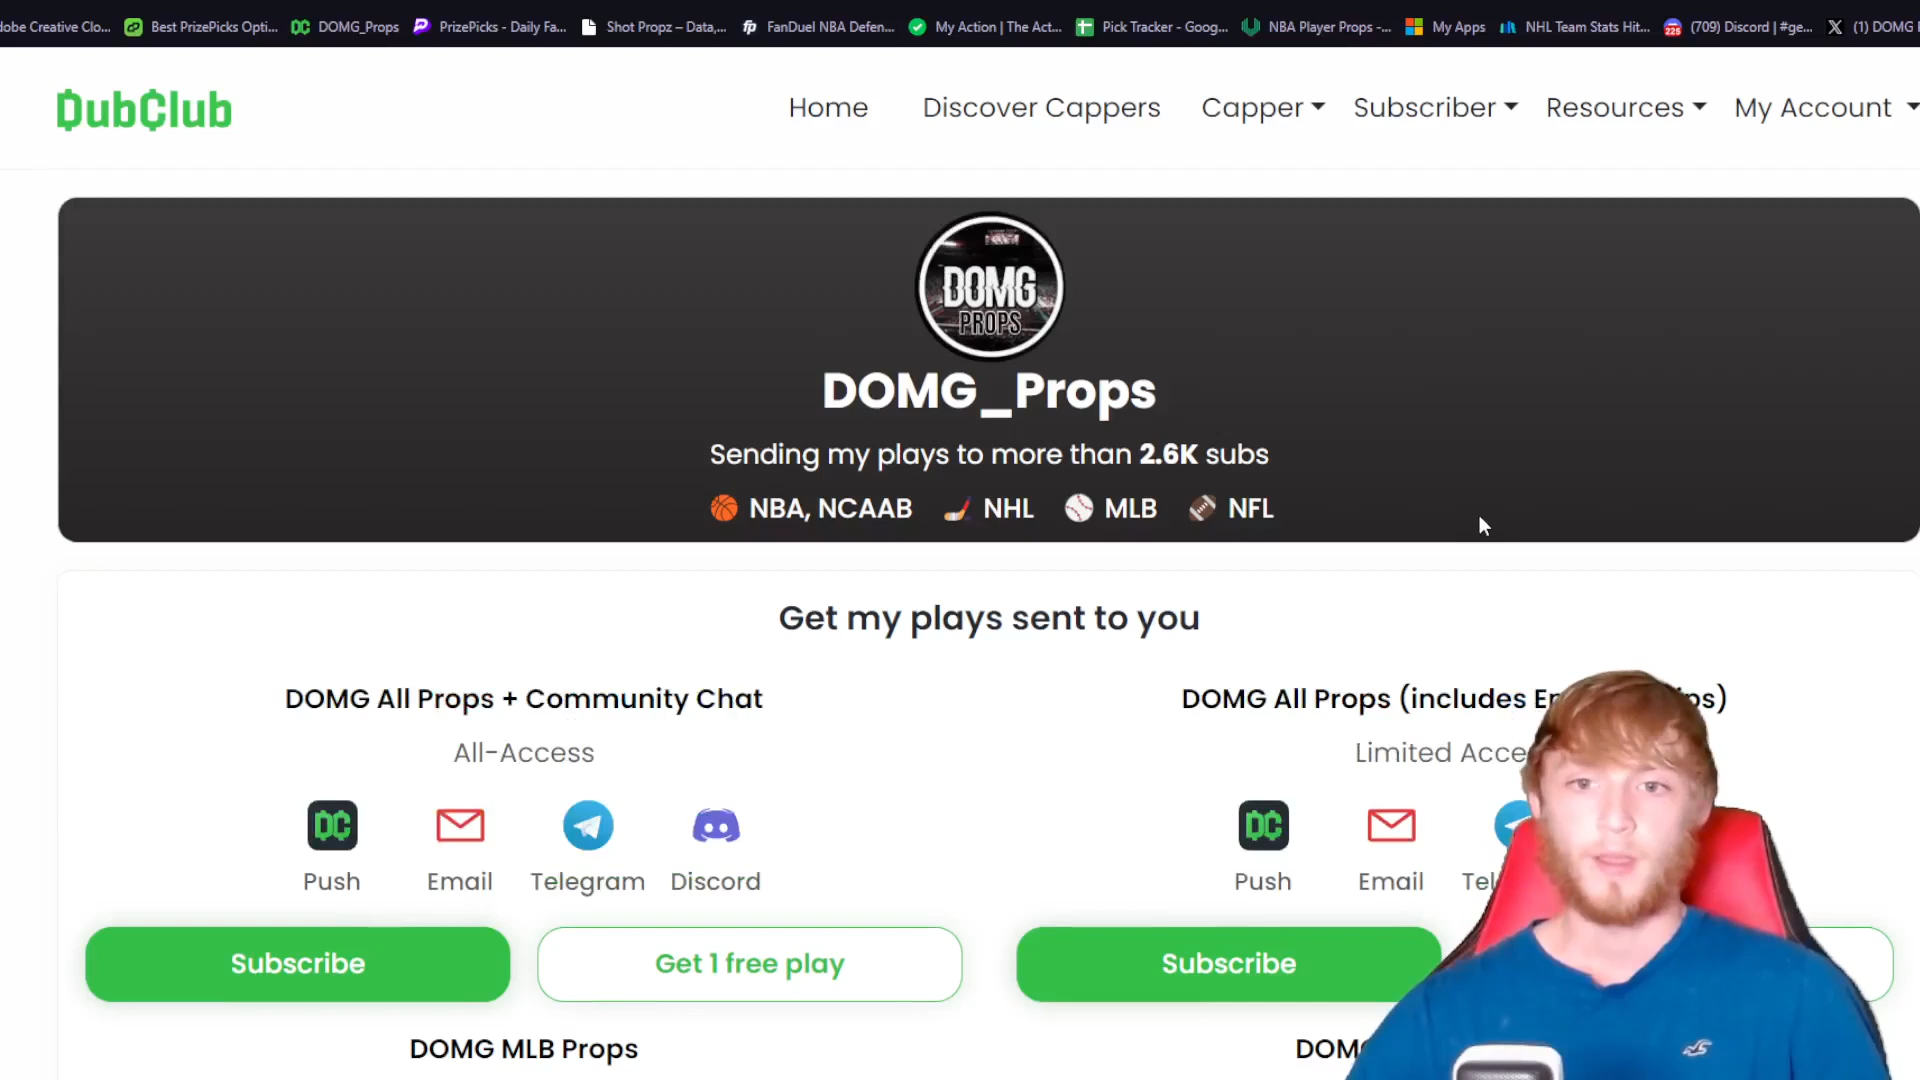 dobe Creative Clo... Best PrizePicks Opti... DOMG_Props PrizePicks - Daily Fa... Shot Propz – Data,... fp FanDuel NBA Defen... My Action | The Act... Pick Tracker - Goog... NBA Player Props -... My Apps NHL Team Stats Hit... 225 (709) Discord | #ge... X (1) DOMG
DubClub Home Discover Cappers Capper Subscriber Resources My Account
DOMG
PROPS
DOMG_Props
Sending my plays to more than 2.6K subs
NBA, NCAAB NHL MLB NFL
Get my plays sent to you
DOMG All Props + Community Chat
All-Access
DC
Push Email Telegram Discord
Subscribe Get 1 free play
DOMG MLB Props
DOMG All Props (includes
Limited Acce
DC
Push Email Tel
Subscribe
DOM